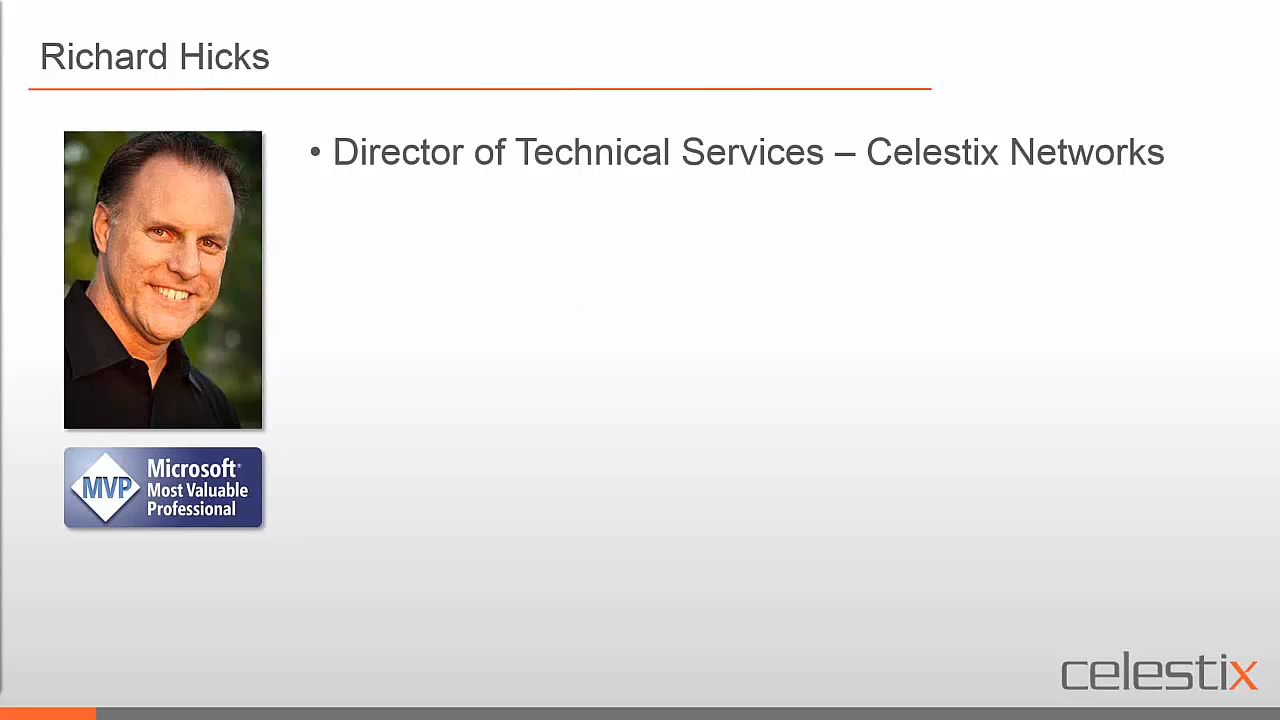 Richard Hicks
• Director of Technical Services – Celestix Networks
MVP
Microsoft®
Most Valuable
Professional
celestix